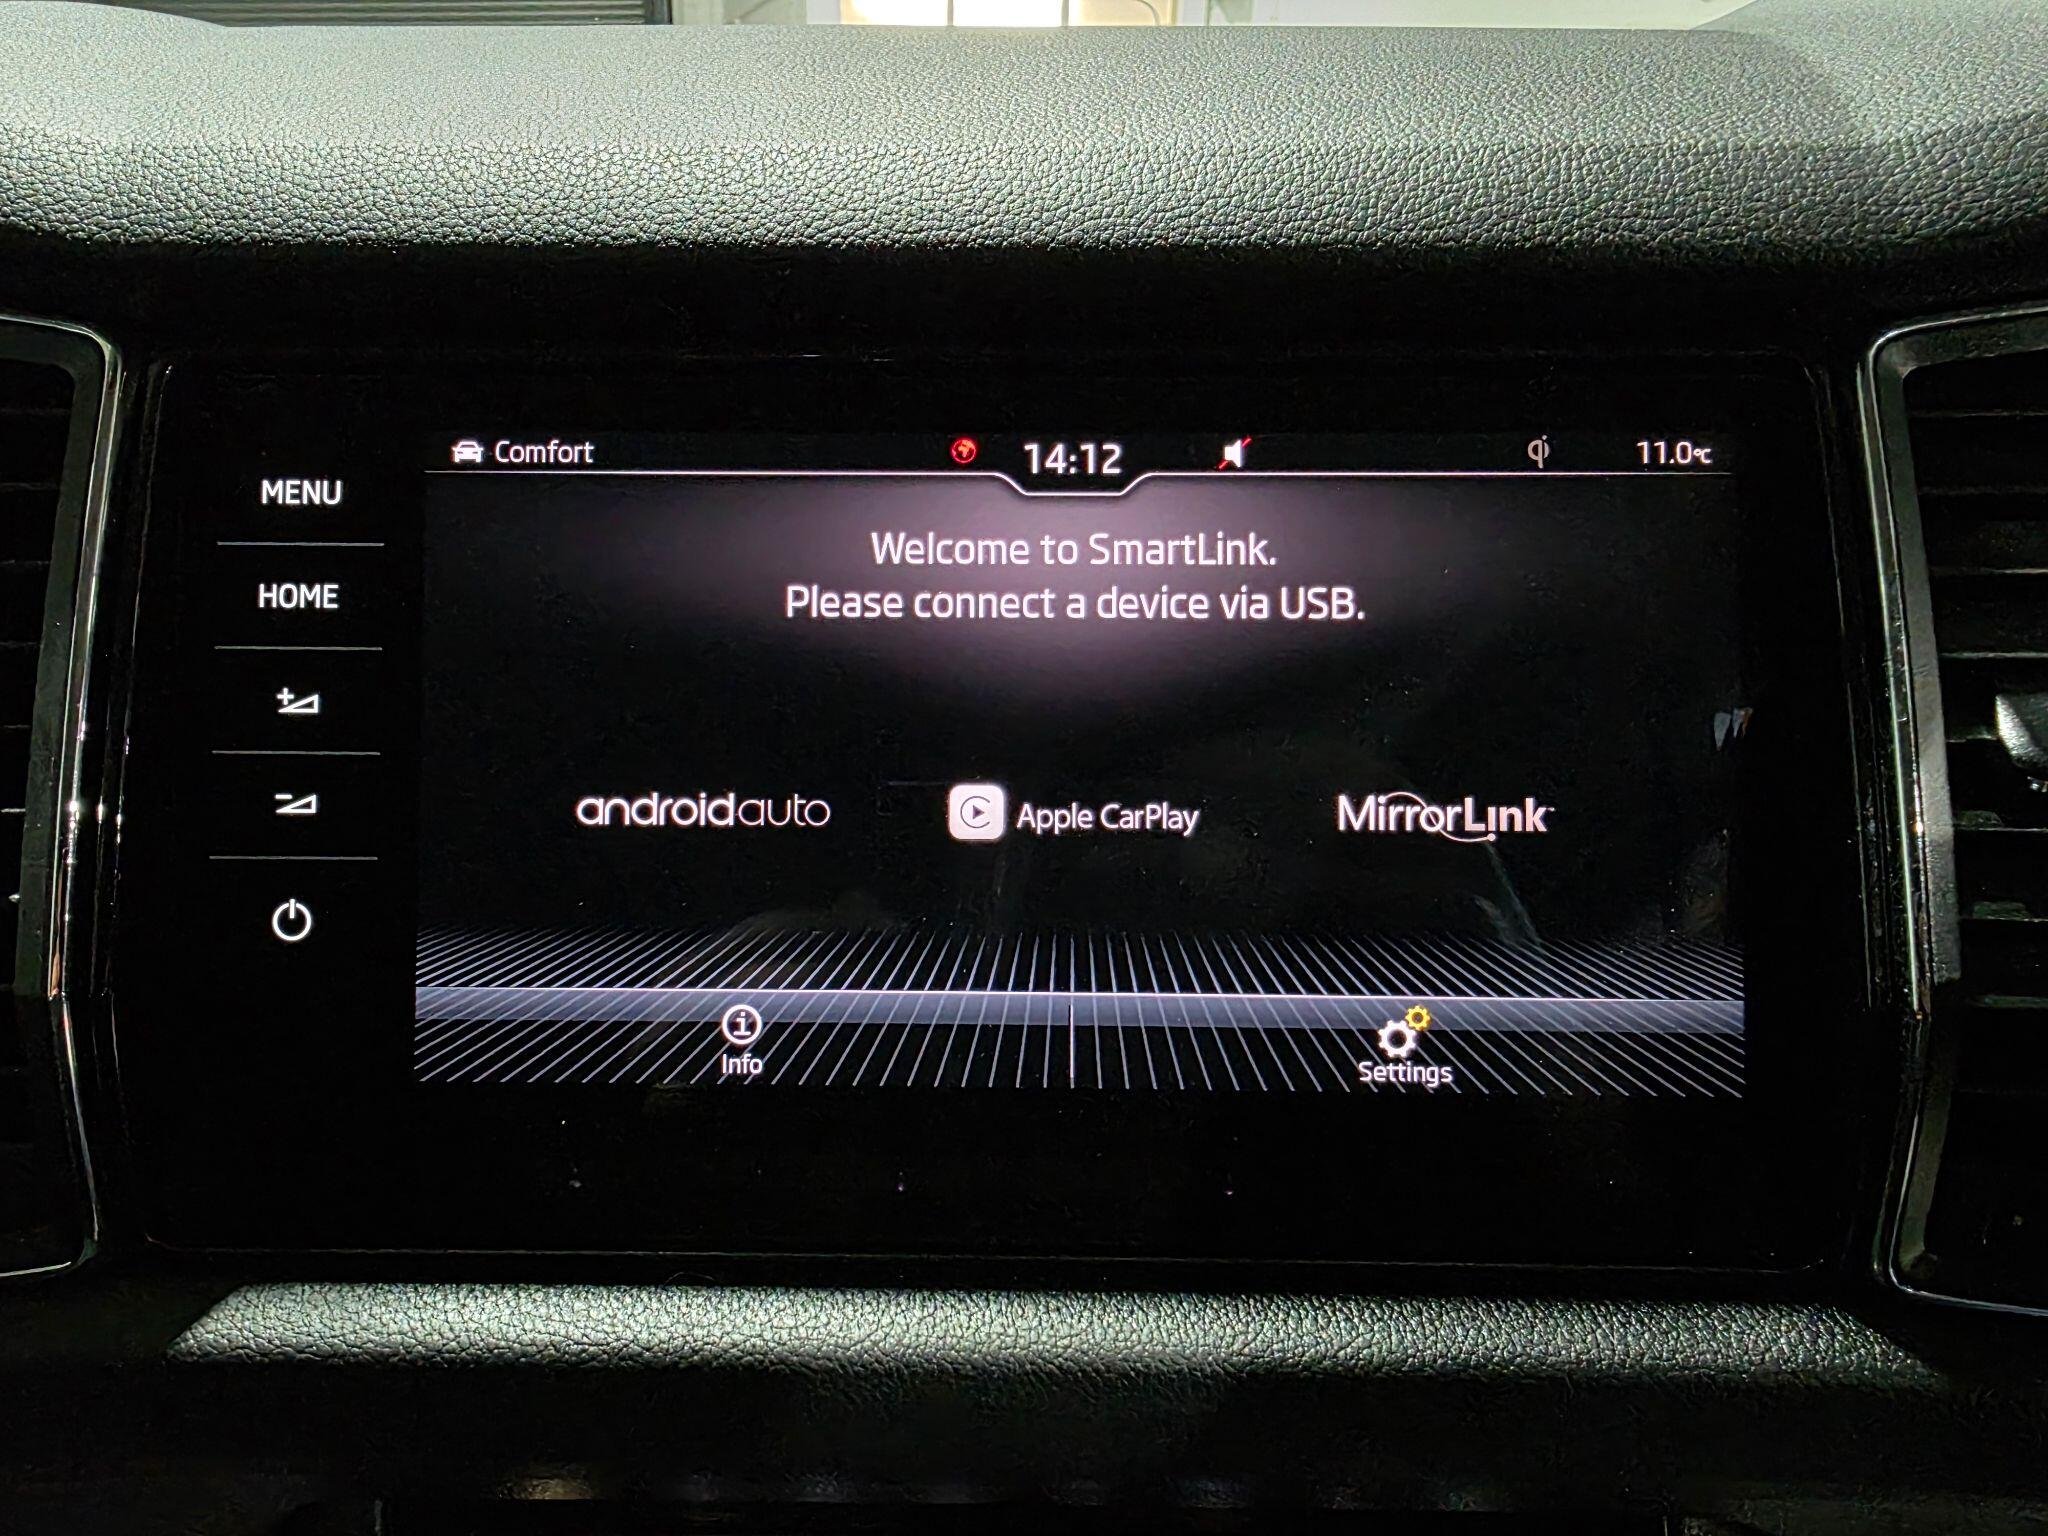 Comfort 14:12 11.0°C
MENU
HOME
Welcome to SmartLink.
Please connect a device via USB.
androidauto Apple CarPlay MirrorLink™
Info Settings